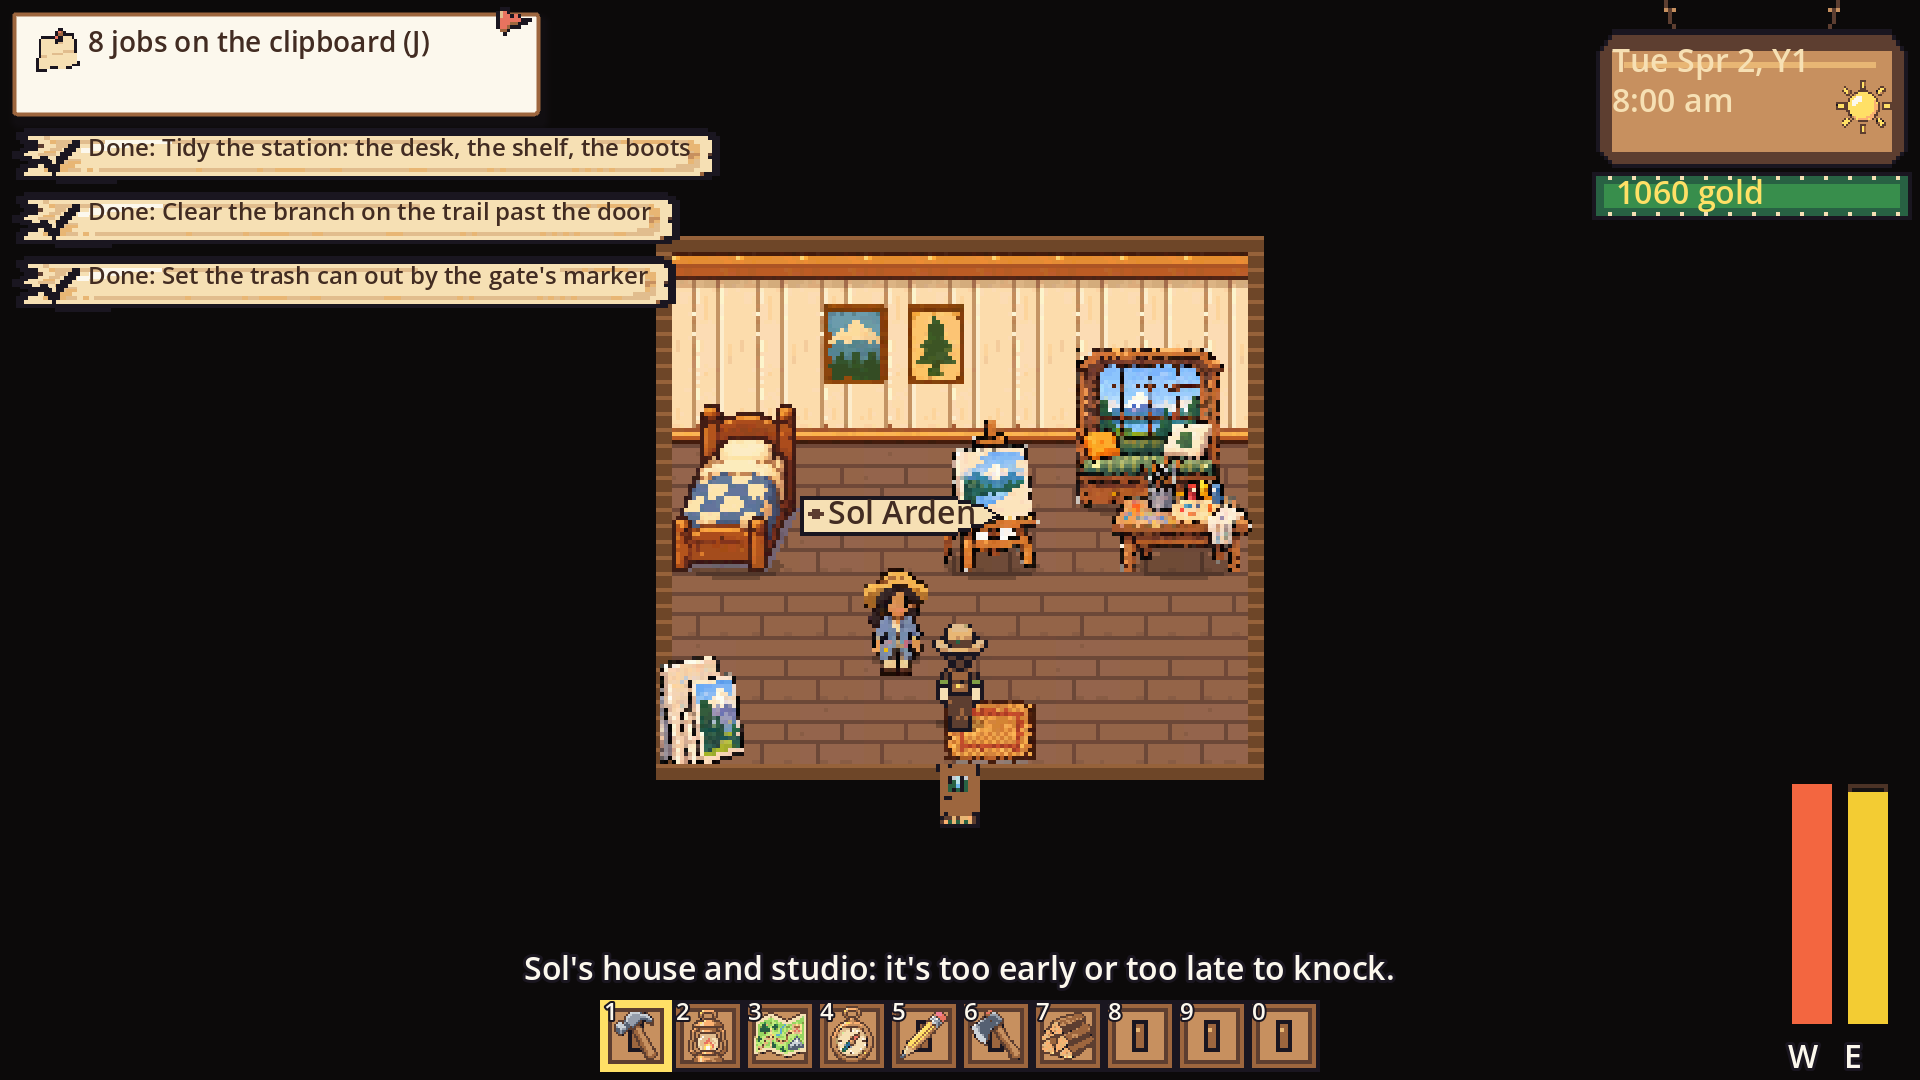 8 jobs on the clipboard (J)
Done: Tidy the station: the desk, the shelf, the boots
Done: Clear the branch on the trail past the door
Done: Set the trash can out by the gate's marker
Tue Spr 2, Y1
8:00 am
1060 gold
Sol Arden
Sol's house and studio: it's too early or too late to knock.
1 2 3 4 5 6 7 8 9 0
W E